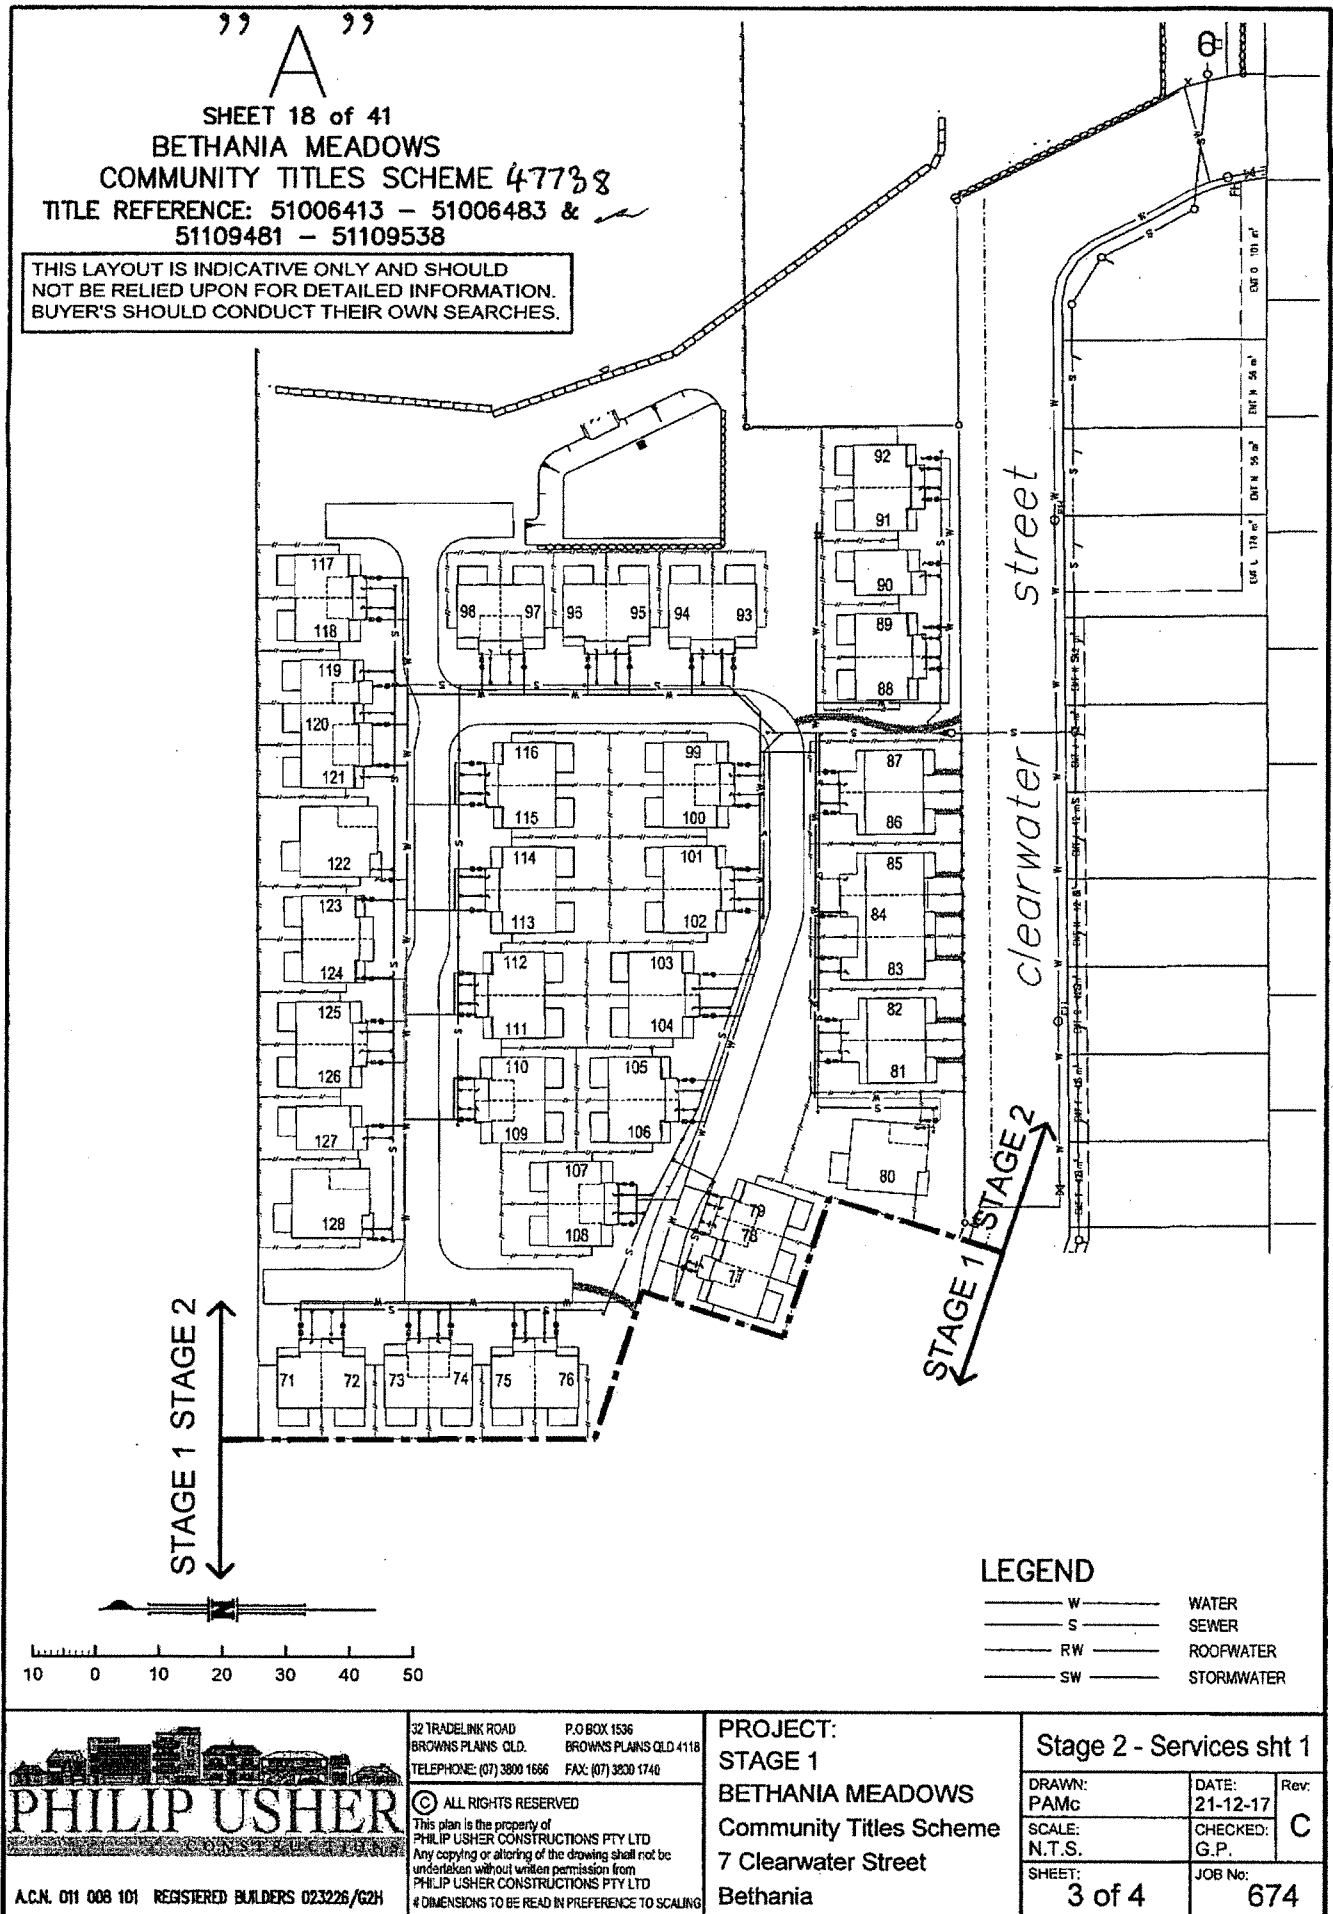 ”A”
SHEET 18 of 41
BETHANIA MEADOWS
COMMUNITY TITLES SCHEME 47738
TITLE REFERENCE: 51006413 – 51006483 &
51109481 – 51109538
THIS LAYOUT IS INDICATIVE ONLY AND SHOULD
NOT BE RELIED UPON FOR DETAILED INFORMATION.
BUYER'S SHOULD CONDUCT THEIR OWN SEARCHES.
clearwater street
92
91
90
89
88
87
86
85
84
83
82
81
80
79
78
98 97 96 95 94 93
117
118
119
120
121
122
123
124
125
126
127
128
116 99
115 100
114 101
113 102
112 103
111 104
110 105
109 106
107
108
71 72 73 74 75 76
STAGE 1 STAGE 2
STAGE 1 STAGE 2
N
10 0 10 20 30 40 50
LEGEND
W WATER
S SEWER
RW ROOFWATER
SW STORMWATER
PHILIP USHER
CONSTRUCTIONS
A.C.N. 011 008 101 REGISTERED BUILDERS 023226/G2H
32 TRADELINK ROAD P.O BOX 1536
BROWNS PLAINS QLD. BROWNS PLAINS QLD 4118
TELEPHONE: (07) 3800 1666 FAX: (07) 3800 1740
© ALL RIGHTS RESERVED
This plan is the property of
PHILIP USHER CONSTRUCTIONS PTY LTD
Any copying or altering of the drawing shall not be
undertaken without written permission from
PHILIP USHER CONSTRUCTIONS PTY LTD
# DIMENSIONS TO BE READ IN PREFERENCE TO SCALING
PROJECT:
STAGE 1
BETHANIA MEADOWS
Community Titles Scheme
7 Clearwater Street
Bethania
Stage 2 - Services sht 1
DRAWN:
PAMc
DATE:
21-12-17
Rev:
C
SCALE:
N.T.S.
CHECKED:
G.P.
SHEET:
3 of 4
JOB No:
674